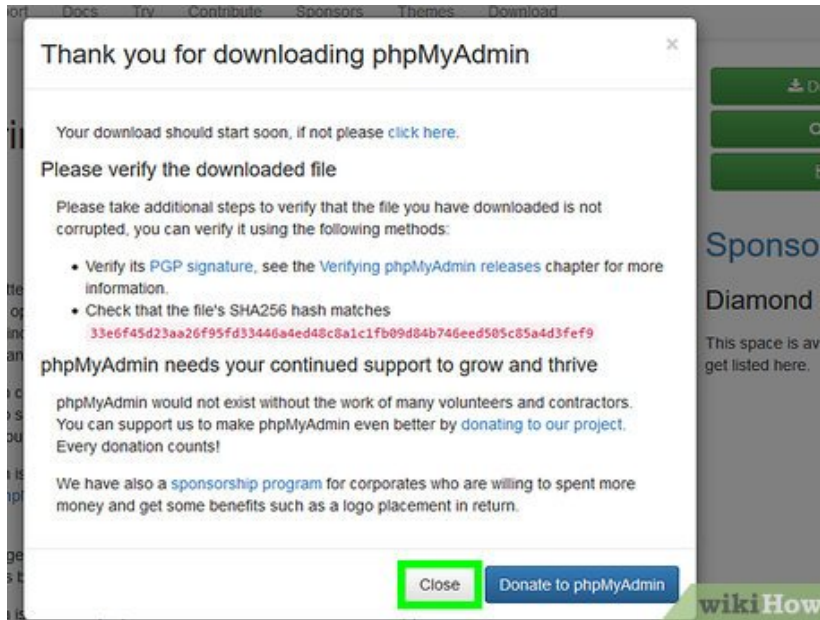 Docs Try Contribute Sponsors Themes Download
Thank you for downloading phpMyAdmin
×
Your download should start soon, if not please click here.
Please verify the downloaded file
Please take additional steps to verify that the file you have downloaded is not
corrupted, you can verify it using the following methods:
• Verify its PGP signature, see the Verifying phpMyAdmin releases chapter for more
information.
• Check that the file's SHA256 hash matches
33e6f45d23aa26f95fd33446a4ed48c8a1c1fb09d84b746eed505c85a4d3fef9
phpMyAdmin needs your continued support to grow and thrive
phpMyAdmin would not exist without the work of many volunteers and contractors.
You can support us to make phpMyAdmin even better by donating to our project.
Every donation counts!
We have also a sponsorship program for corporates who are willing to spent more
money and get some benefits such as a logo placement in return.
Close Donate to phpMyAdmin
Sponso
Diamond
This space is av
get listed here.
wikiHow